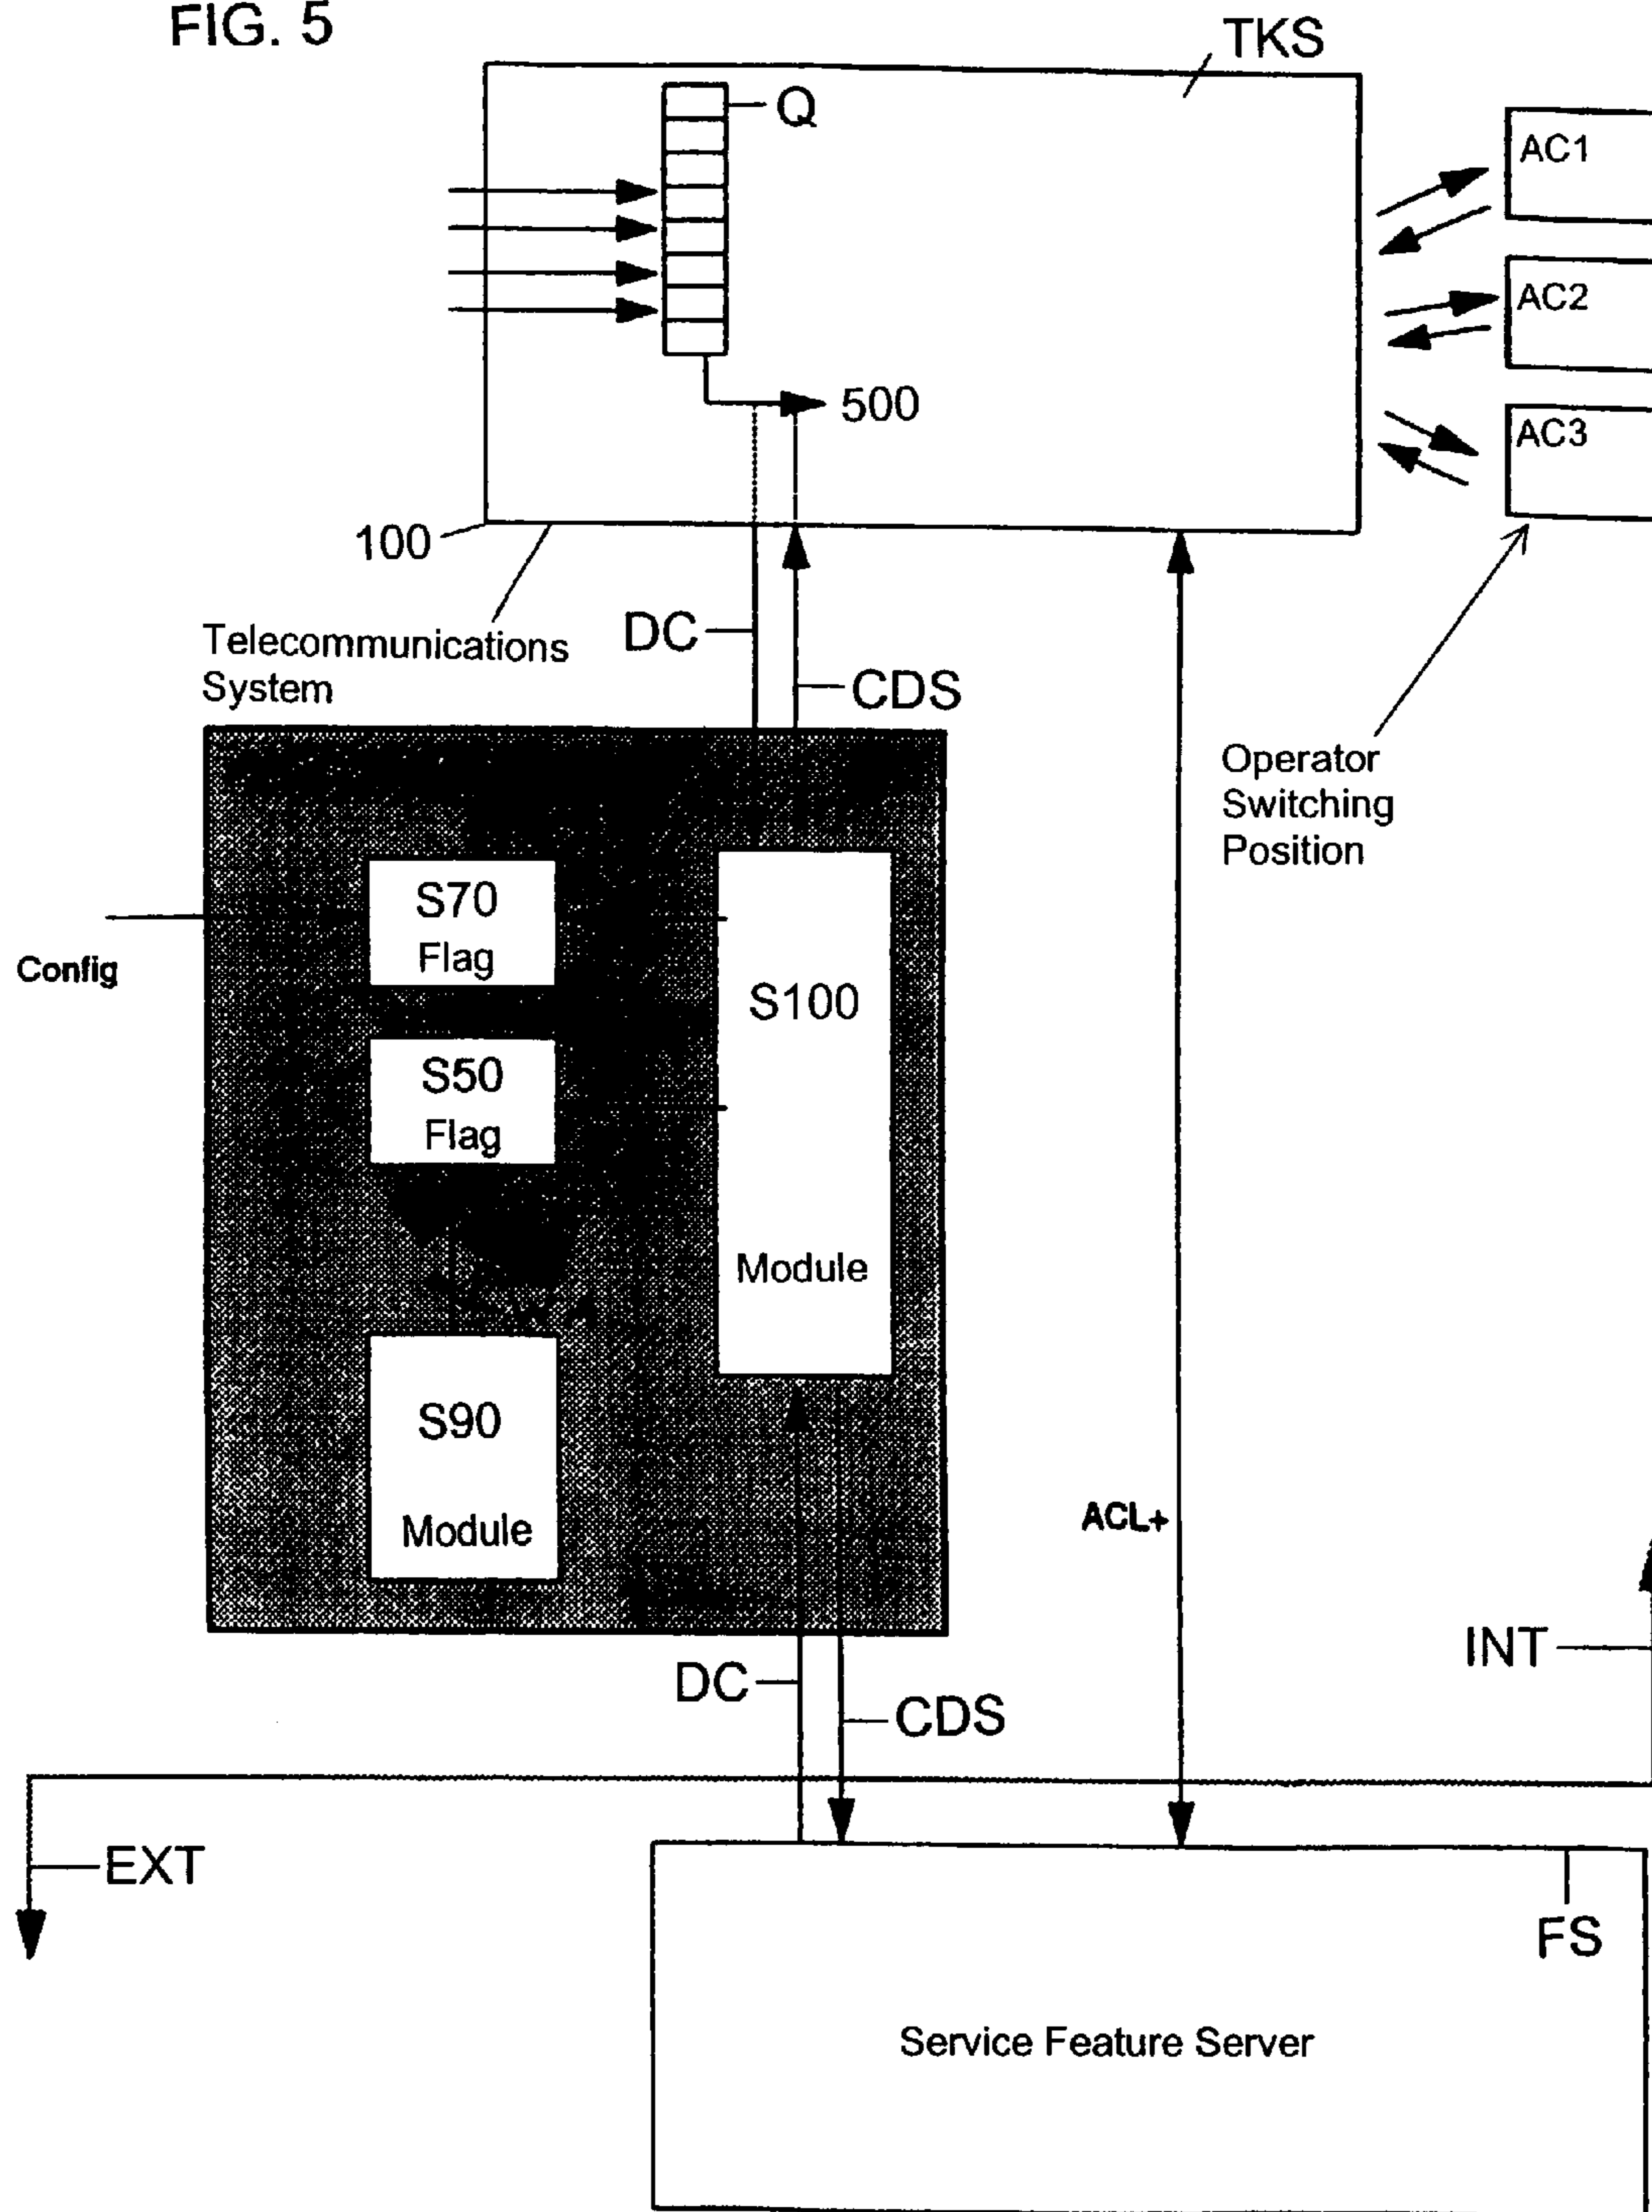 FIG. 5
TKS
Q
AC1
AC2
AC3
500
100
Telecommunications
System
DC
CDS
Operator
Switching
Position
Config
S70
Flag
S50
Flag
S100
Module
S90
Module
ACL+
INT
DC
CDS
EXT
FS
Service Feature Server